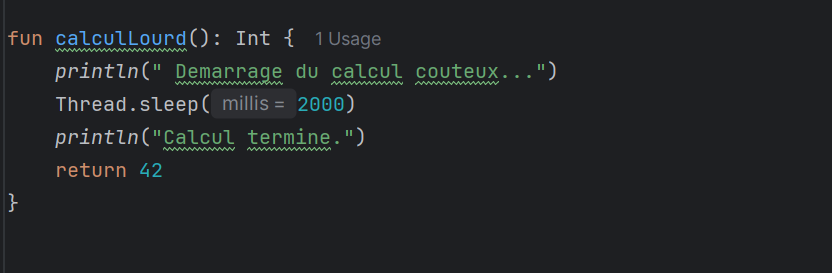 fun calculLourd(): Int { 1 Usage
println(" Demarrage du calcul couteux...")
Thread.sleep( millis = 2000)
println("Calcul termine.")
return 42
}